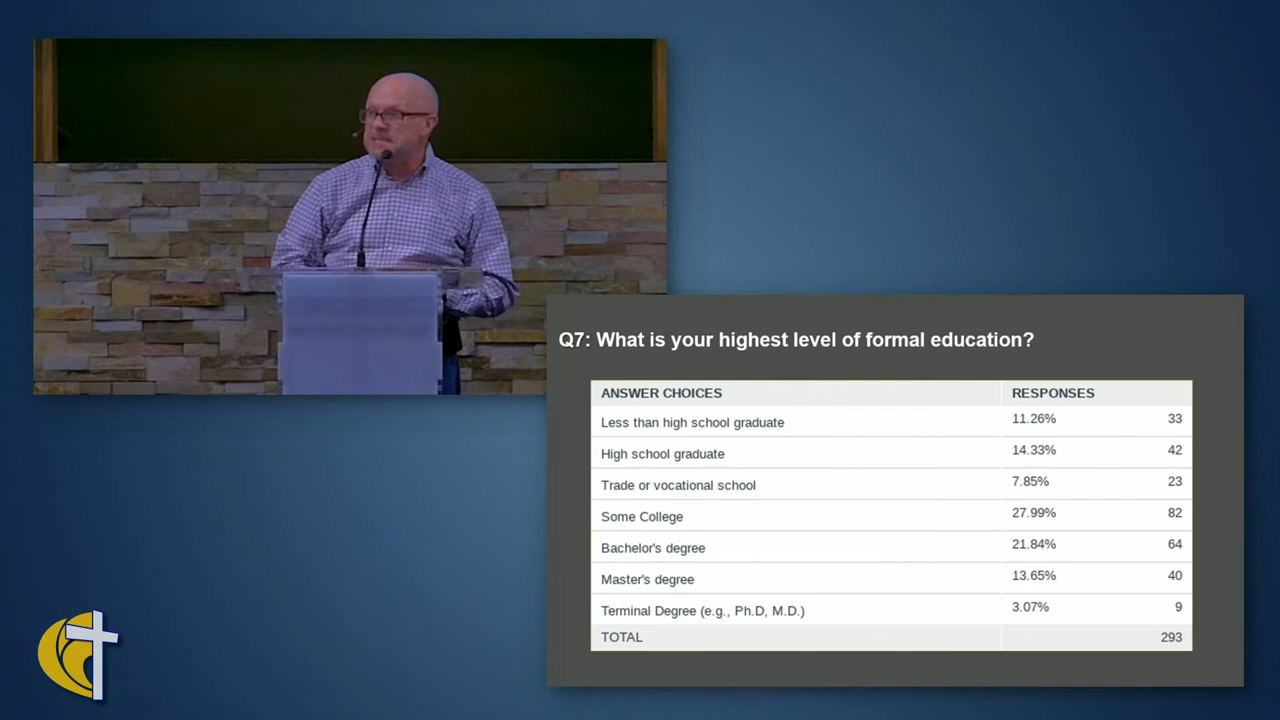 Q7: What is your highest level of formal education?
ANSWER CHOICES RESPONSES
Less than high school graduate 11.26% 33
High school graduate 14.33% 42
Trade or vocational school 7.85% 23
Some College 27.99% 82
Bachelor's degree 21.84% 64
Master's degree 13.65% 40
Terminal Degree (e.g., Ph.D, M.D.) 3.07% 9
TOTAL 293